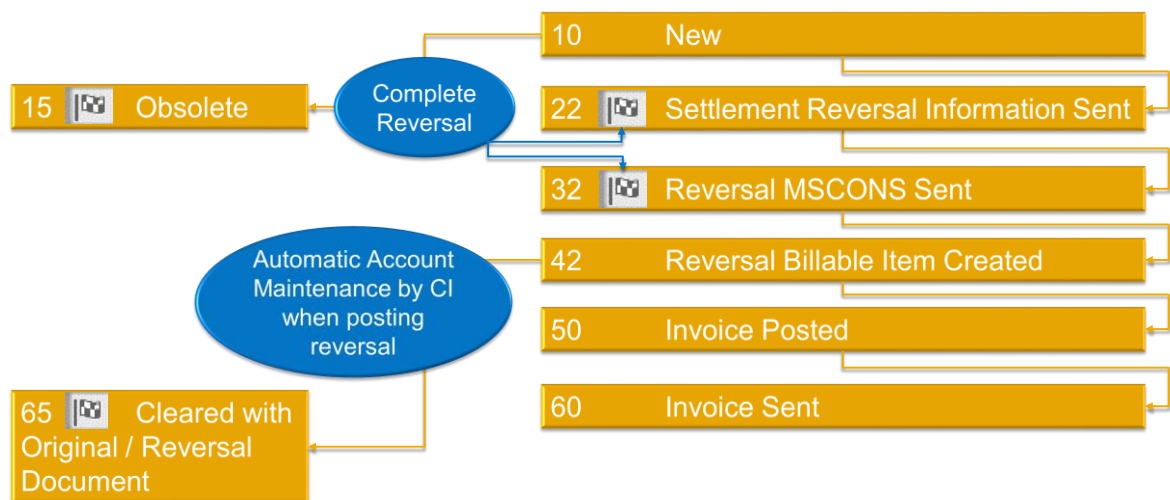 10 New
15 Obsolete
Complete
Reversal
22 Settlement Reversal Information Sent
32 Reversal MSCONS Sent
Automatic Account
Maintenance by CI
when posting
reversal
42 Reversal Billable Item Created
50 Invoice Posted
60 Invoice Sent
65 Cleared with
Original / Reversal
Document